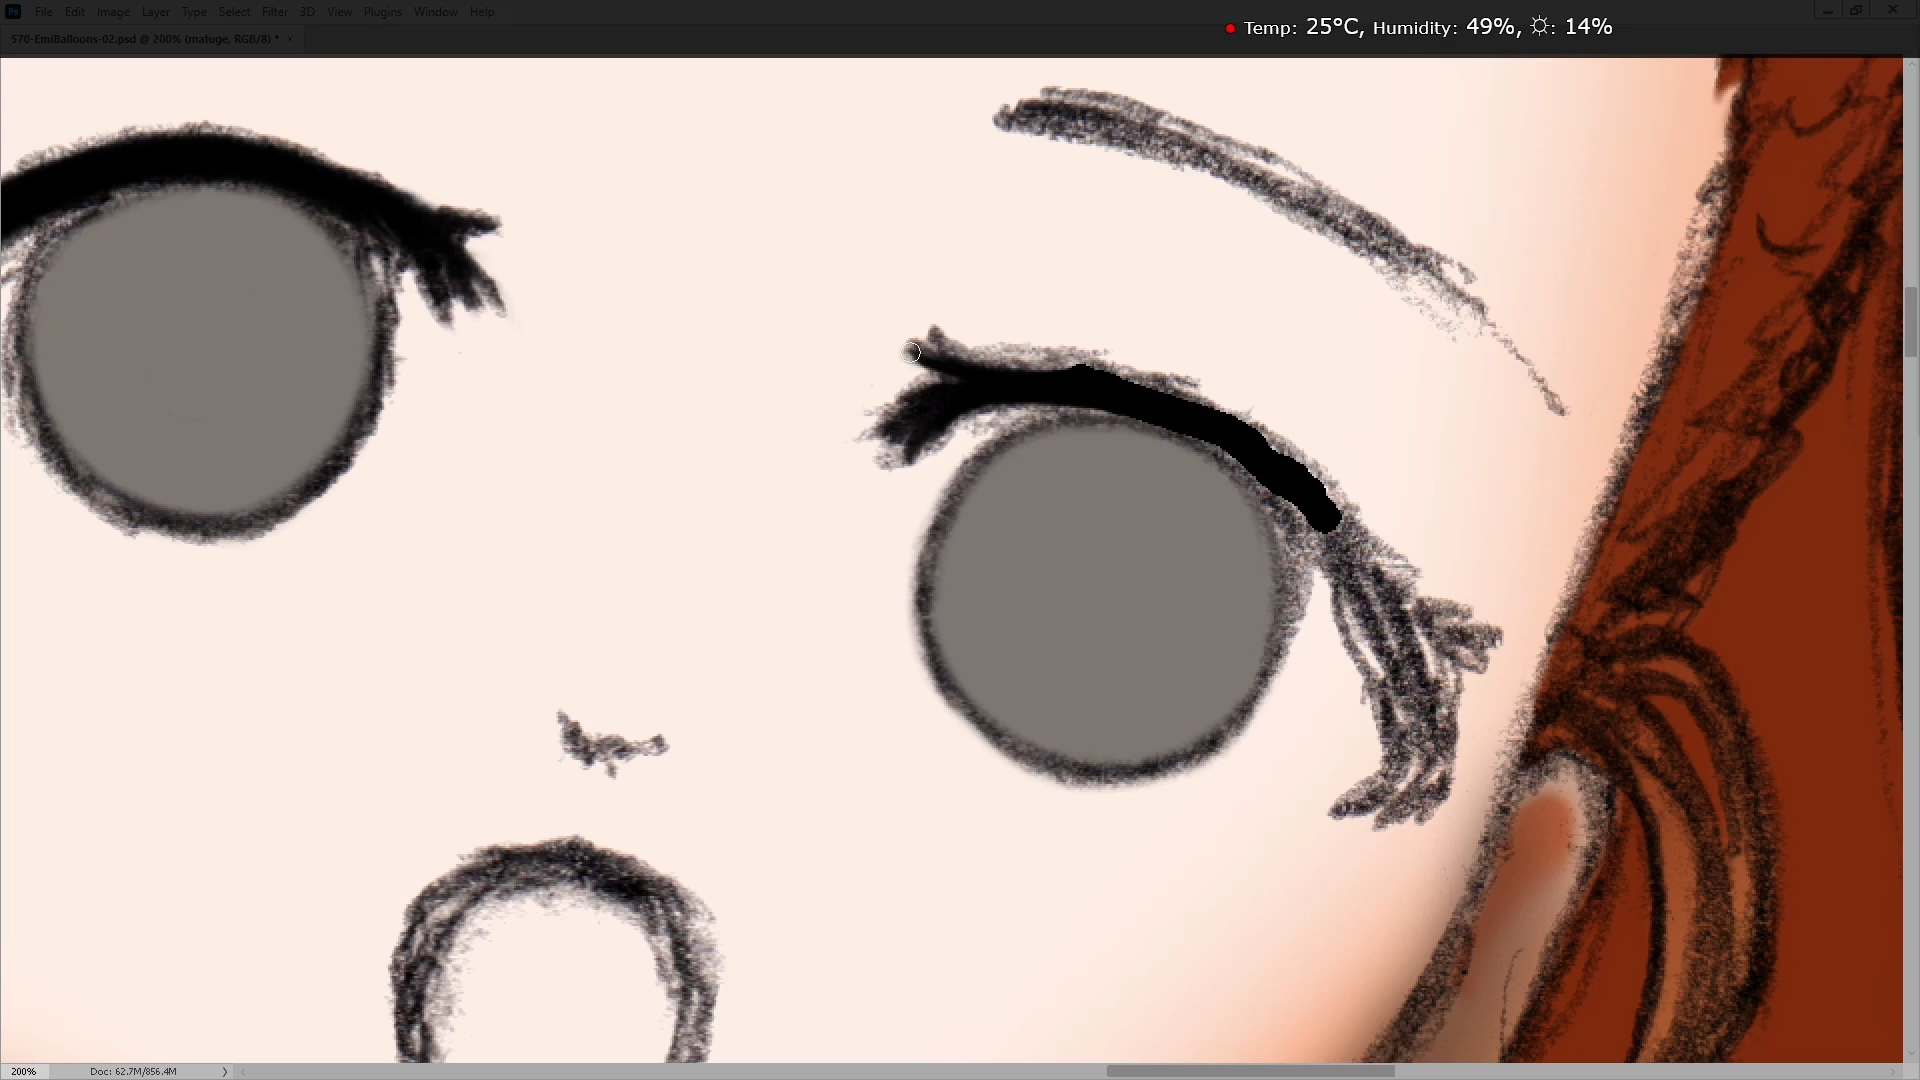 Ps File Edit Image Layer Type Select Filter 3D View Plugins Window Help
Temp: 25°C, Humidity: 49%, : 14%
570-EmiBalloons-02.psd @ 200% (matuge, RGB/8) * ×
200% Doc: 62.7M/856.4M